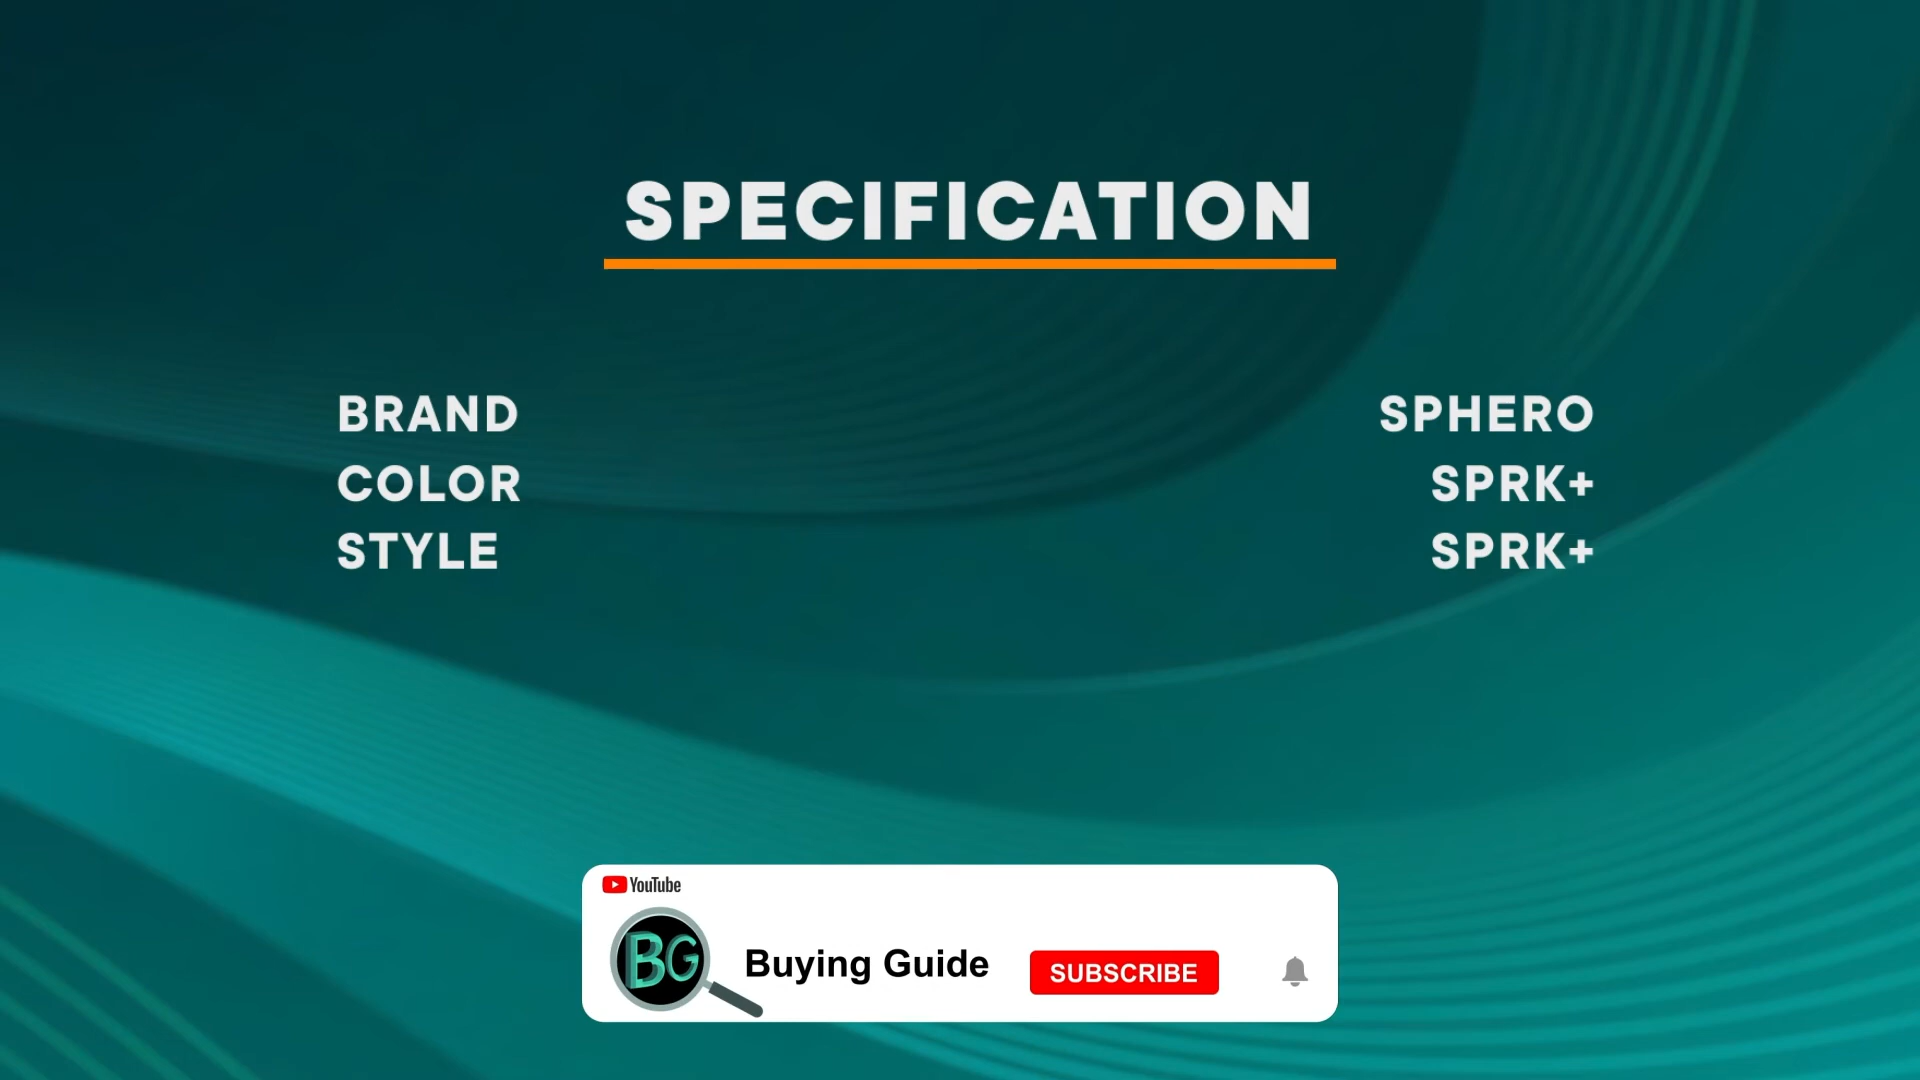 SPECIFICATION
BRAND SPHERO
COLOR SPRK+
STYLE SPRK+
YouTube
BG
Buying Guide
SUBSCRIBE